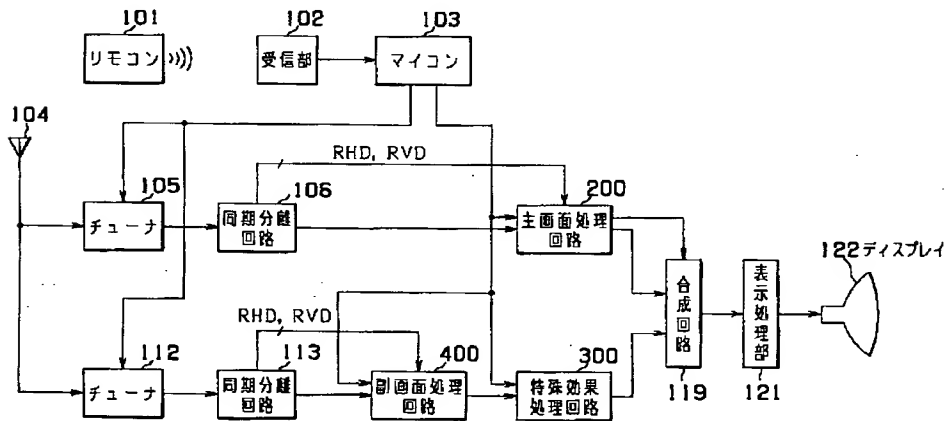 101
リモコン
102
受信部
103
マイコン
104
RHD, RVD
105
チューナ
106
同期分離
回路
200
主画面処理
回路
122 ディスプレイ
合成回路
119
表示処理部
121
RHD, RVD
112
チューナ
113
同期分離
回路
400
副画面処理
回路
300
特殊効果
処理回路